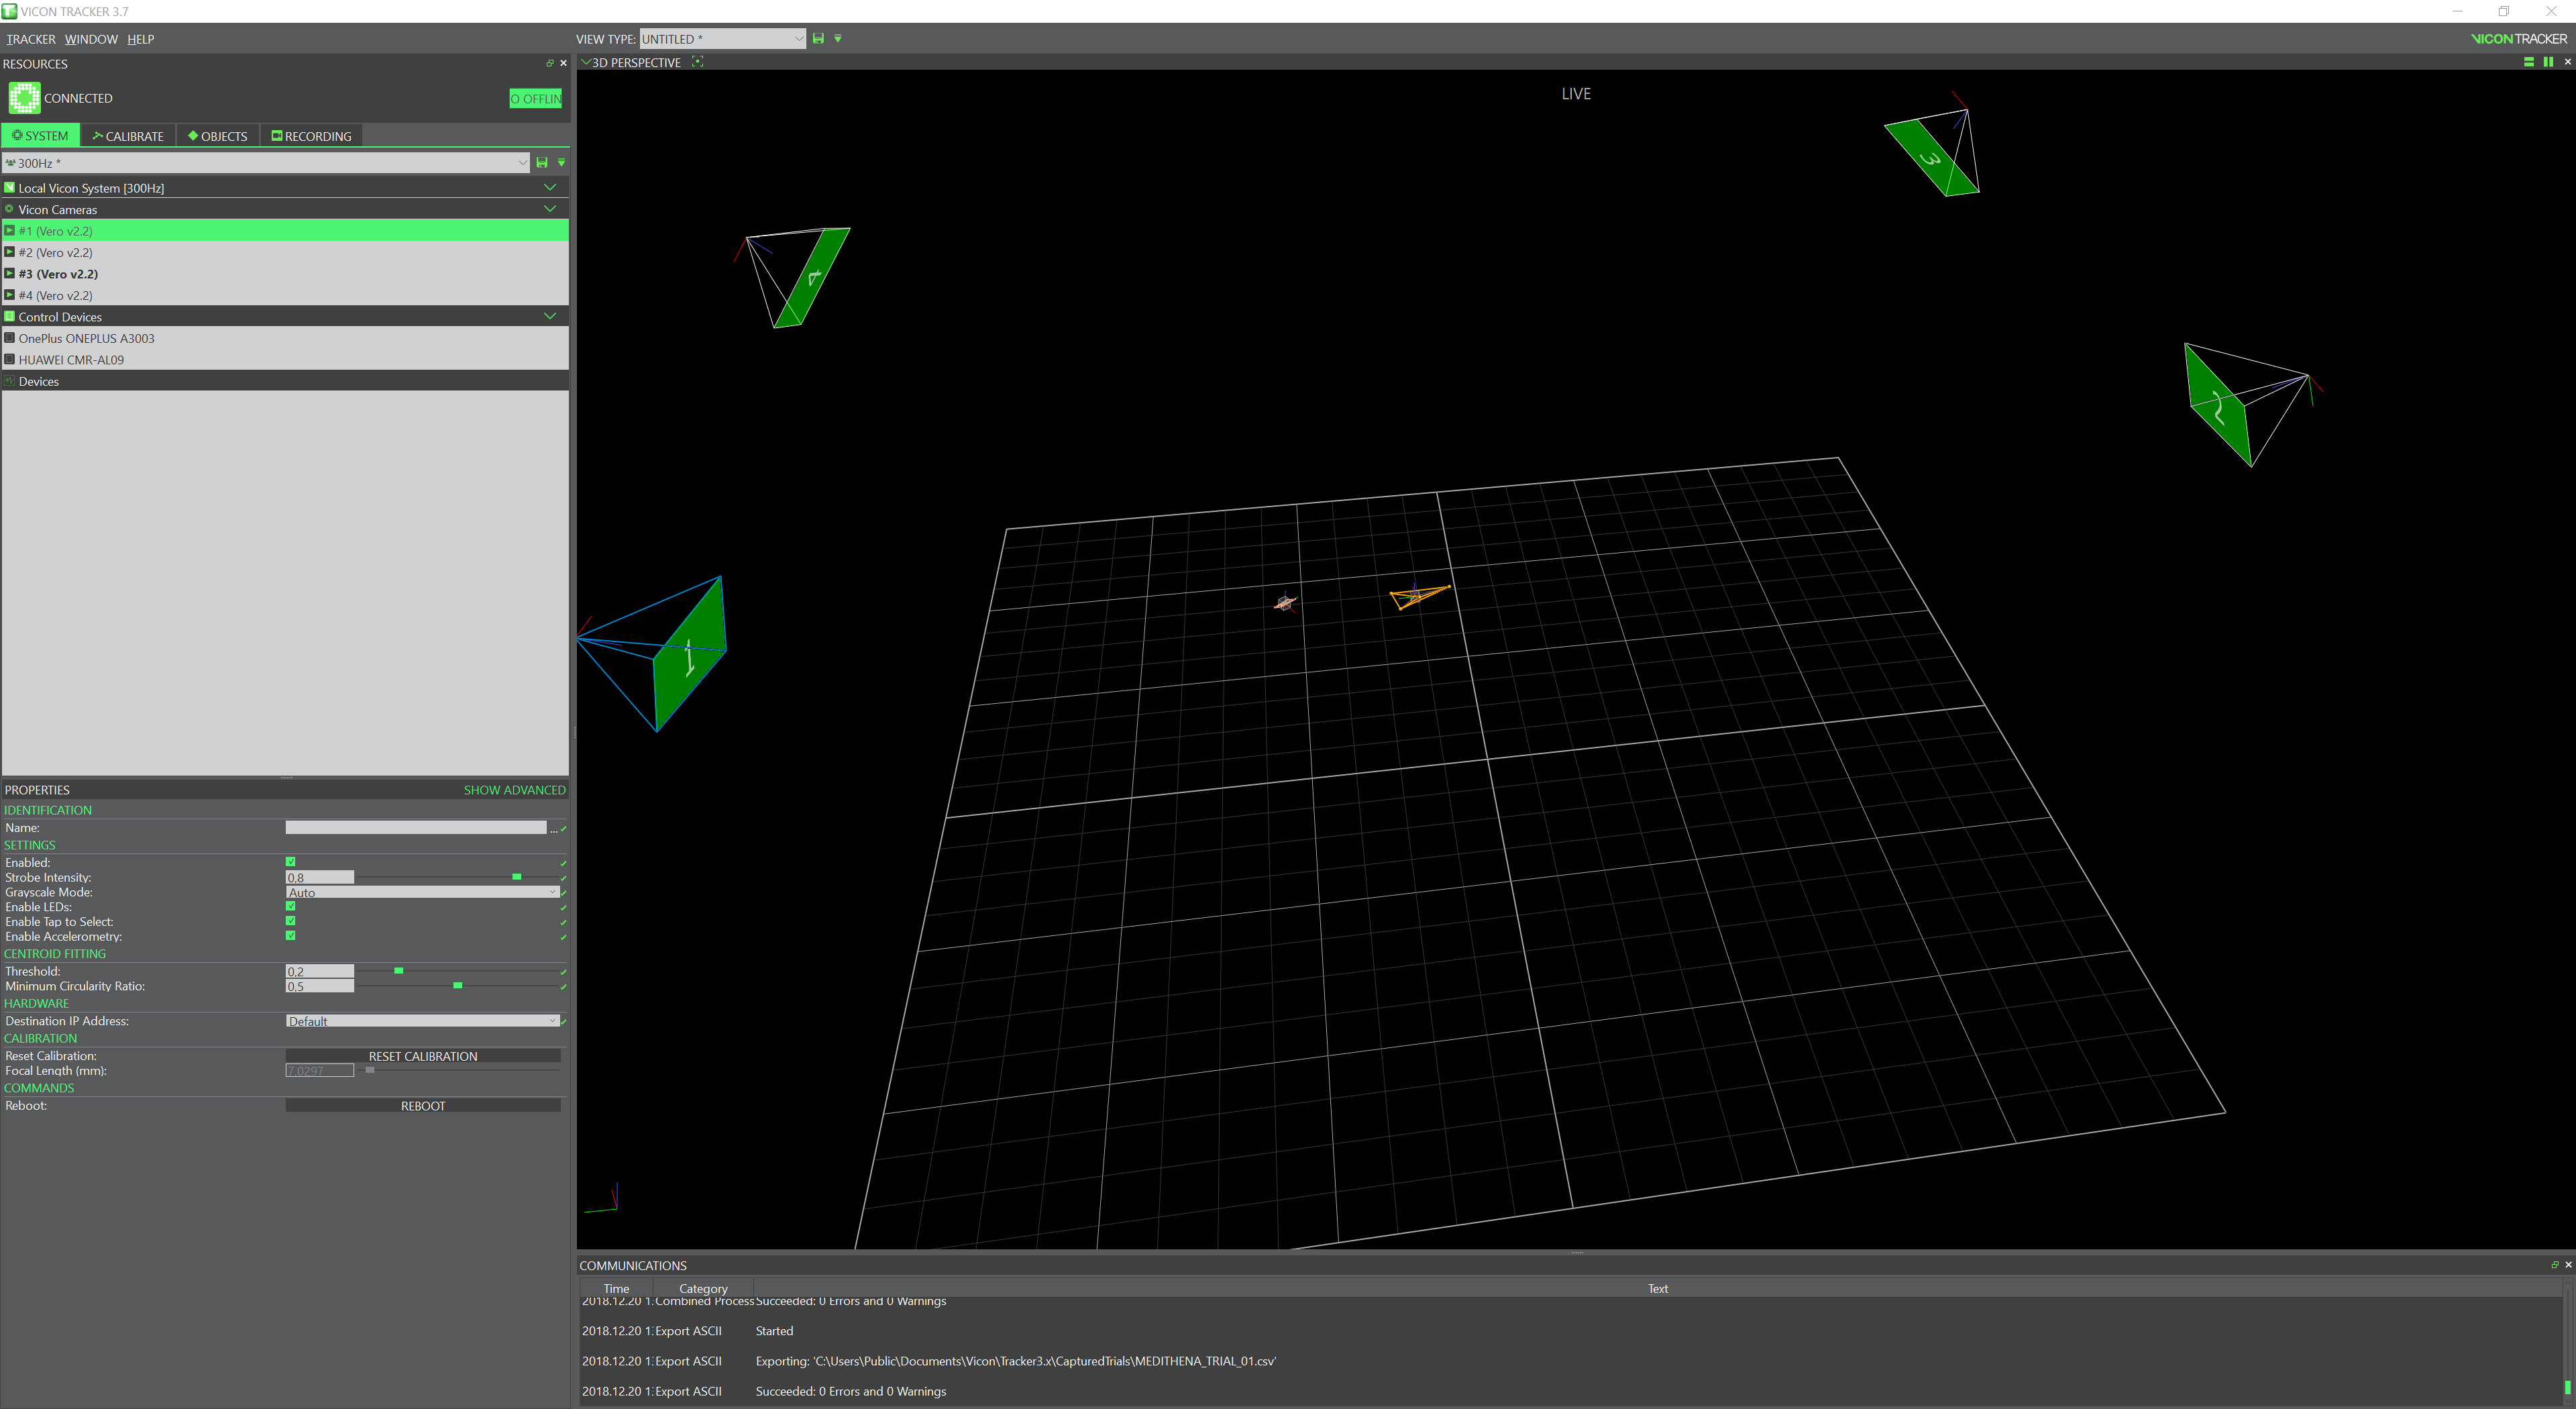 VICON TRACKER 3.7
TRACKER WINDOW HELP
VIEW TYPE: UNTITLED *
VICON TRACKER
RESOURCES
3D PERSPECTIVE
CONNECTED
O OFFLIN
LIVE
SYSTEM CALIBRATE OBJECTS RECORDING
300Hz *
Local Vicon System [300Hz]
Vicon Cameras
#1 (Vero v2.2)
#2 (Vero v2.2)
#3 (Vero v2.2)
#4 (Vero v2.2)
Control Devices
OnePlus ONEPLUS A3003
HUAWEI CMR-AL09
Devices
3
4
2
1
PROPERTIES SHOW ADVANCED
IDENTIFICATION
Name: ...
SETTINGS
Enabled:
Strobe Intensity: 0,8
Grayscale Mode: Auto
Enable LEDs:
Enable Tap to Select:
Enable Accelerometry:
CENTROID FITTING
Threshold: 0,2
Minimum Circularity Ratio: 0,5
HARDWARE
Destination IP Address: Default
CALIBRATION
Reset Calibration: RESET CALIBRATION
Focal Length (mm): 7,0297
COMMANDS
Reboot: REBOOT
COMMUNICATIONS
Time Category Text
2018.12.20 1: Combined Process Succeeded: 0 Errors and 0 Warnings
2018.12.20 1: Export ASCII Started
2018.12.20 1: Export ASCII Exporting: 'C:\Users\Public\Documents\Vicon\Tracker3.x\CapturedTrials\MEDITHENA_TRIAL_01.csv'
2018.12.20 1: Export ASCII Succeeded: 0 Errors and 0 Warnings